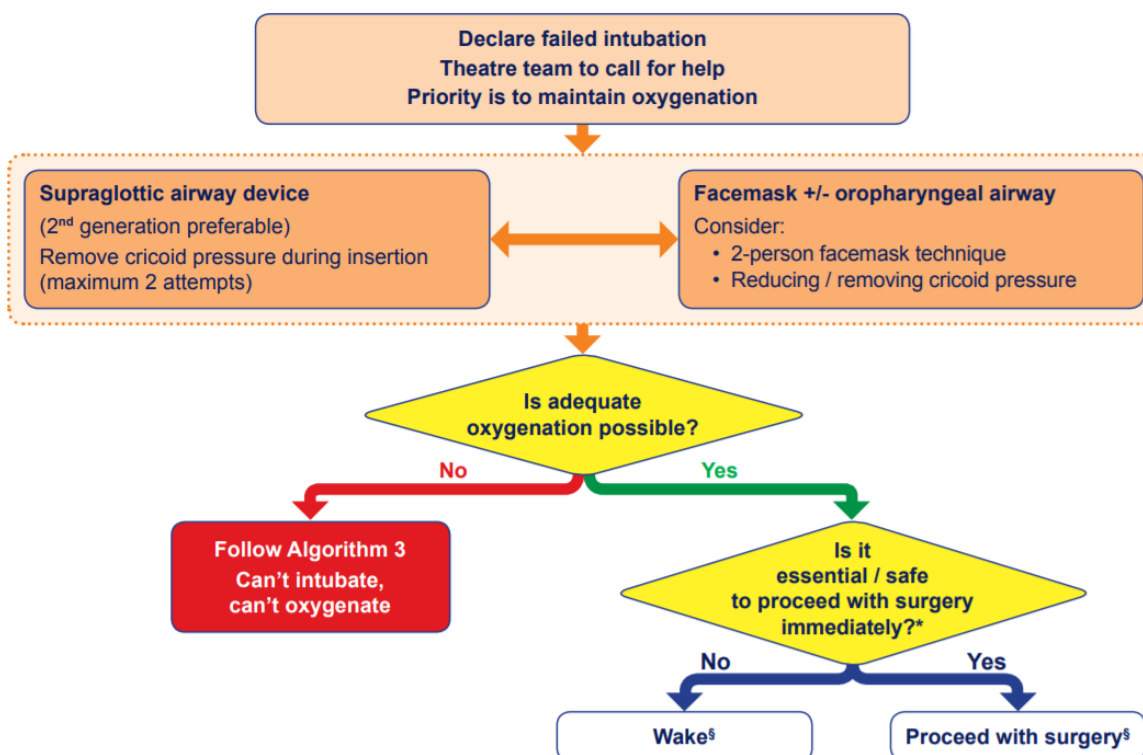 Declare failed intubation
Theatre team to call for help
Priority is to maintain oxygenation
Supraglottic airway device
(2nd generation preferable)
Remove cricoid pressure during insertion
(maximum 2 attempts)
Facemask +/- oropharyngeal airway
Consider:
• 2-person facemask technique
• Reducing / removing cricoid pressure
Is adequate
oxygenation possible?
No
Yes
Follow Algorithm 3
Can’t intubate,
can’t oxygenate
Is it
essential / safe
to proceed with surgery
immediately?*
No
Yes
Wake§
Proceed with surgery§